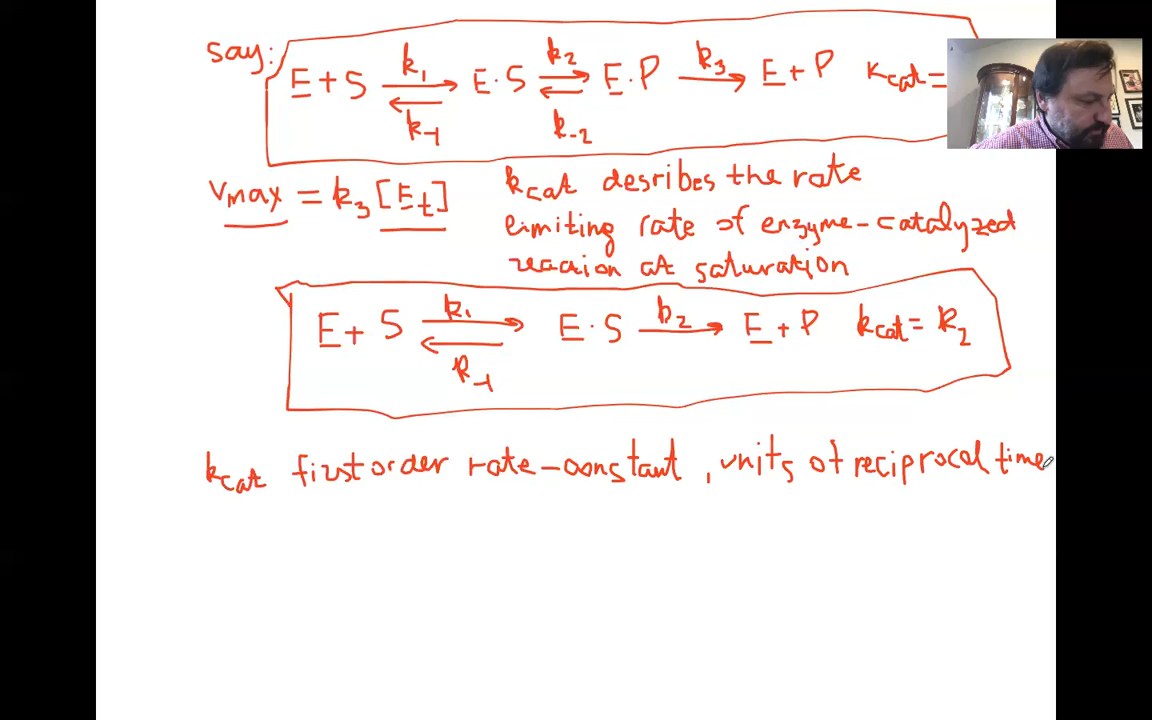 say:
E + S k1 k-1 E·S k2 k-2 E·P k3 E + P kcat =
Vmax = k3 [Et]
kcat desribes the rate
limiting rate of enzyme-catalyzed
reacion at saturation
E + S k1 k-1 E·S k2 E + P kcat = k2
kcat first order rate-constant, units of reciprocal time